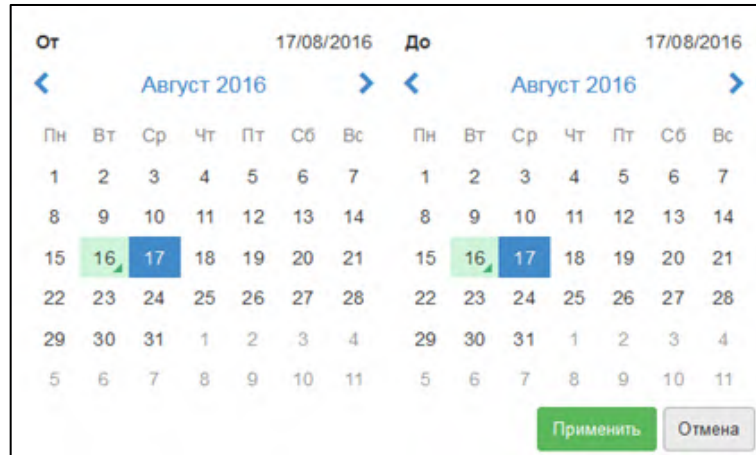 От 17/08/2016
Август 2016
Пн Вт Ср Чт Пт Сб Вс
1 2 3 4 5 6 7
8 9 10 11 12 13 14
15 16 17 18 19 20 21
22 23 24 25 26 27 28
29 30 31 1 2 3 4
5 6 7 8 9 10 11
До 17/08/2016
Август 2016
Пн Вт Ср Чт Пт Сб Вс
1 2 3 4 5 6 7
8 9 10 11 12 13 14
15 16 17 18 19 20 21
22 23 24 25 26 27 28
29 30 31 1 2 3 4
5 6 7 8 9 10 11
Применить Отмена